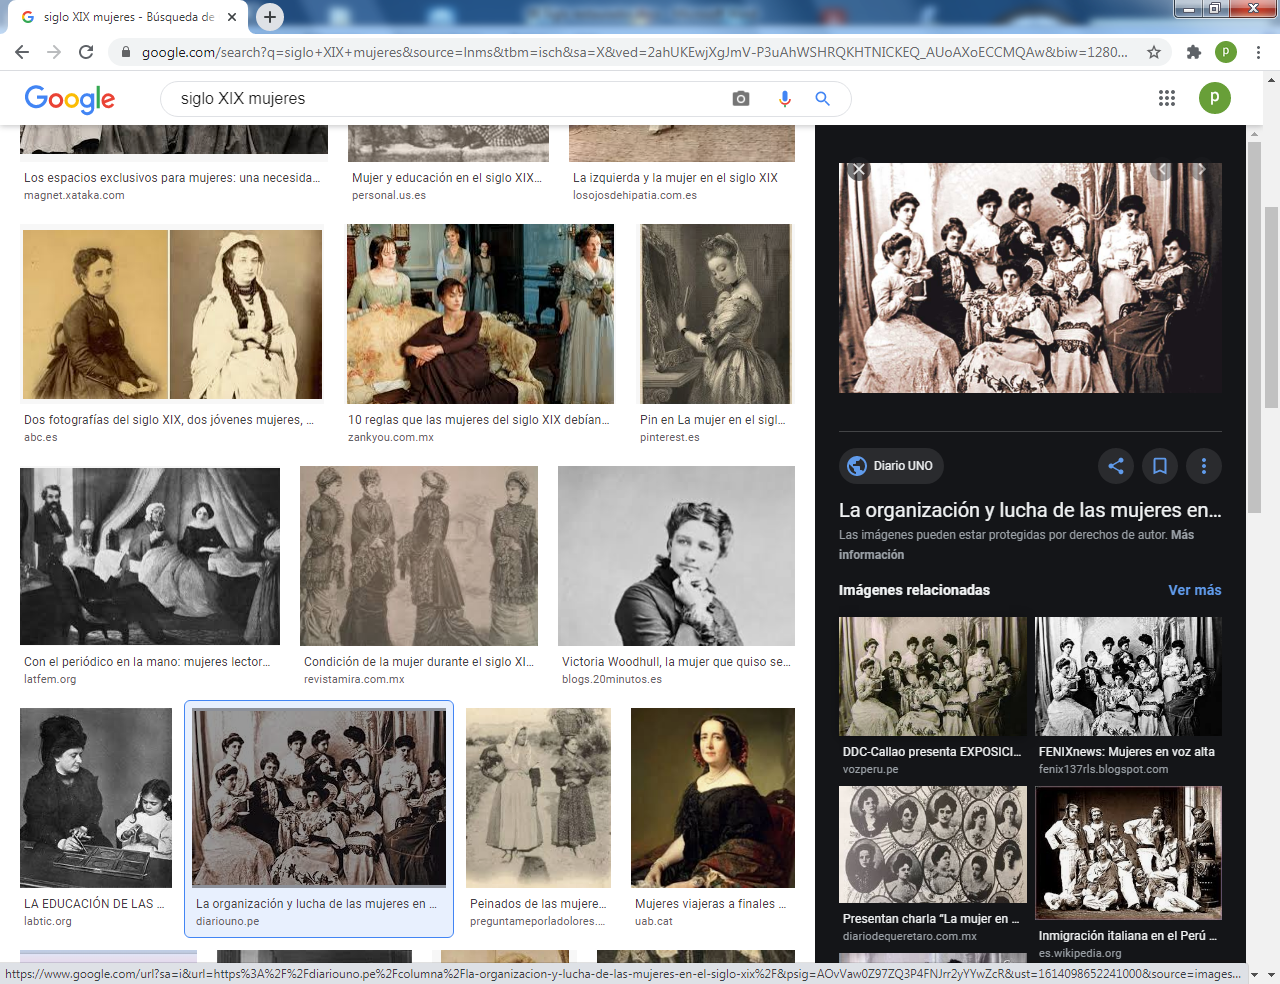 siglo XIX mujeres - Búsqueda de
google.com/search?q=siglo+XIX+mujeres&source=lnms&tbm=isch&sa=X&ved=2ahUKEwjXgJmV-P3uAhWSHRQKHTNICKEQ_AUoAXoECCMQAw&biw=1280...
p
Google
siglo XIX mujeres
p
Los espacios exclusivos para mujeres: una necesida...
magnet.xataka.com
Mujer y educación en el siglo XIX...
personal.us.es
La izquierda y la mujer en el siglo XIX
losojosdehipatia.com.es
Dos fotografías del siglo XIX, dos jóvenes mujeres, ...
abc.es
10 reglas que las mujeres del siglo XIX debían...
zankyou.com.mx
Pin en La mujer en el sigl...
pinterest.es
Con el periódico en la mano: mujeres lector...
latfem.org
Condición de la mujer durante el siglo XI...
revistamira.com.mx
Victoria Woodhull, la mujer que quiso se...
blogs.20minutos.es
LA EDUCACIÓN DE LAS ...
labtic.org
La organización y lucha de las mujeres en ...
diariouno.pe
Peinados de las mujere...
preguntameporladolores....
Mujeres viajeras a finales ...
uab.cat
Diario UNO
La organización y lucha de las mujeres en...
Las imágenes pueden estar protegidas por derechos de autor. Más
información
Imágenes relacionadas
Ver más
DDC-Callao presenta EXPOSICI...
vozperu.pe
FENIXnews: Mujeres en voz alta
fenix137rls.blogspot.com
Presentan charla “La mujer en ...
diariodequeretaro.com.mx
Inmigración italiana en el Perú ...
es.wikipedia.org
https://www.google.com/url?sa=i&url=https%3A%2F%2Fdiariouno.pe%2Fcolumna%2Fla-organizacion-y-lucha-de-las-mujeres-en-el-siglo-xix%2F&psig=AOvVaw0Z97ZQ3P4FNJrr2yYYwZcR&ust=1614098652241000&source=images...